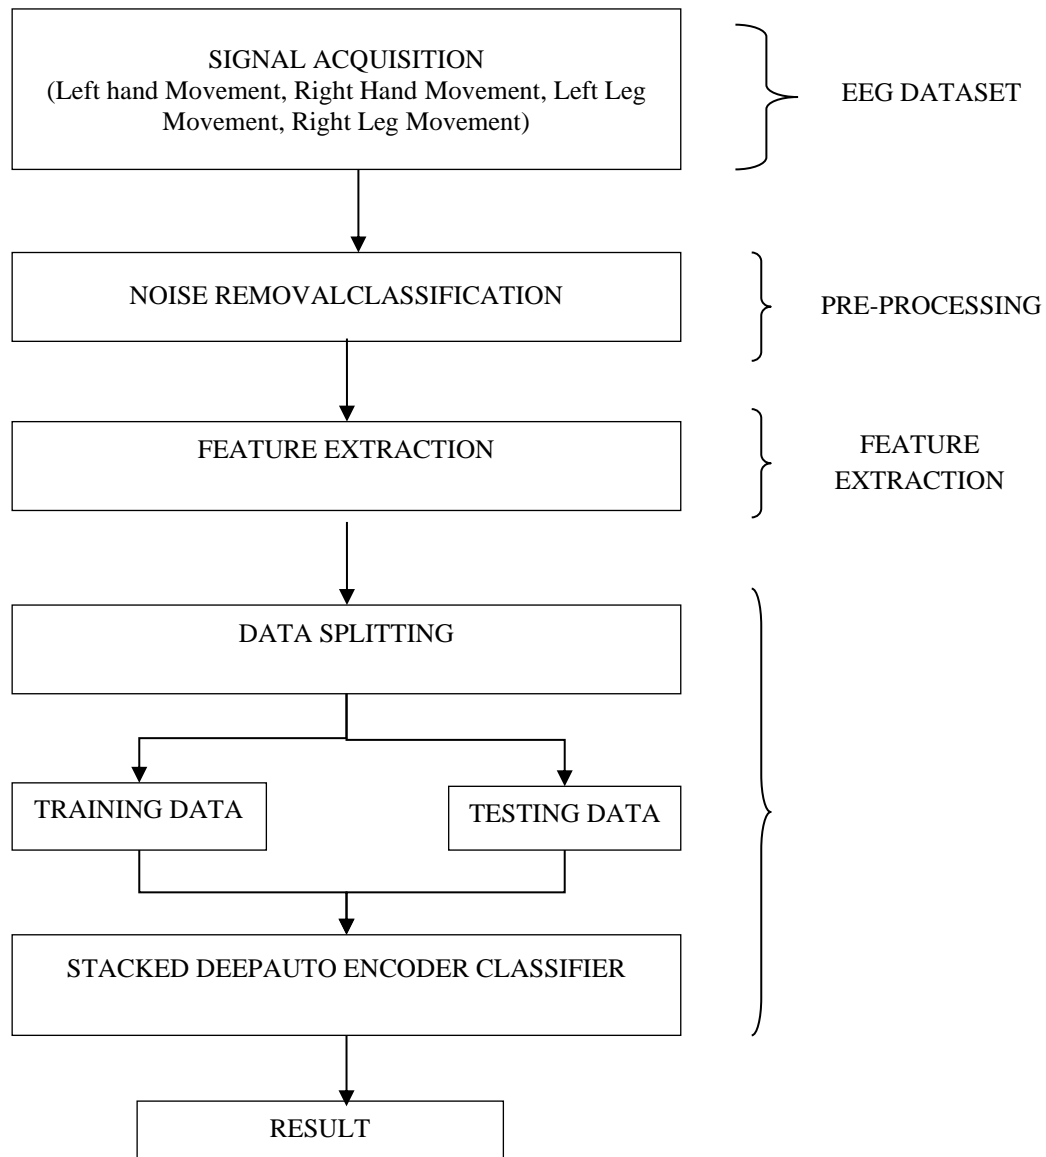 SIGNAL ACQUISITION
(Left hand Movement, Right Hand Movement, Left Leg
Movement, Right Leg Movement)
EEG DATASET
NOISE REMOVALCLASSIFICATION
PRE-PROCESSING
FEATURE EXTRACTION
FEATURE
EXTRACTION
DATA SPLITTING
TRAINING DATA
TESTING DATA
STACKED DEEPAUTO ENCODER CLASSIFIER
RESULT